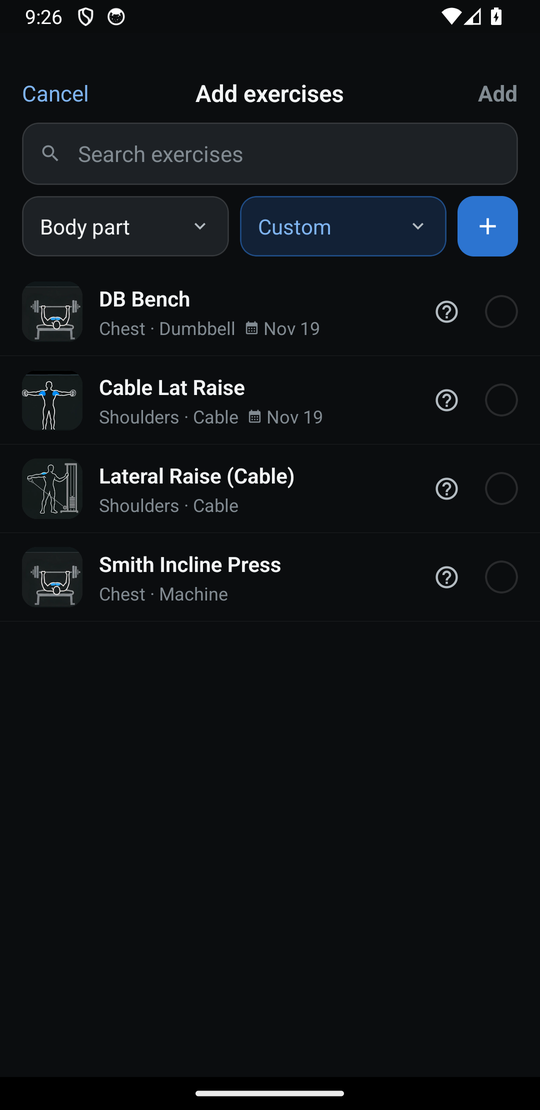 9:26
Cancel
Add exercises
Add
Search exercises
Body part
Custom
+
DB Bench
Chest · Dumbbell Nov 19
Cable Lat Raise
Shoulders · Cable Nov 19
Lateral Raise (Cable)
Shoulders · Cable
Smith Incline Press
Chest · Machine